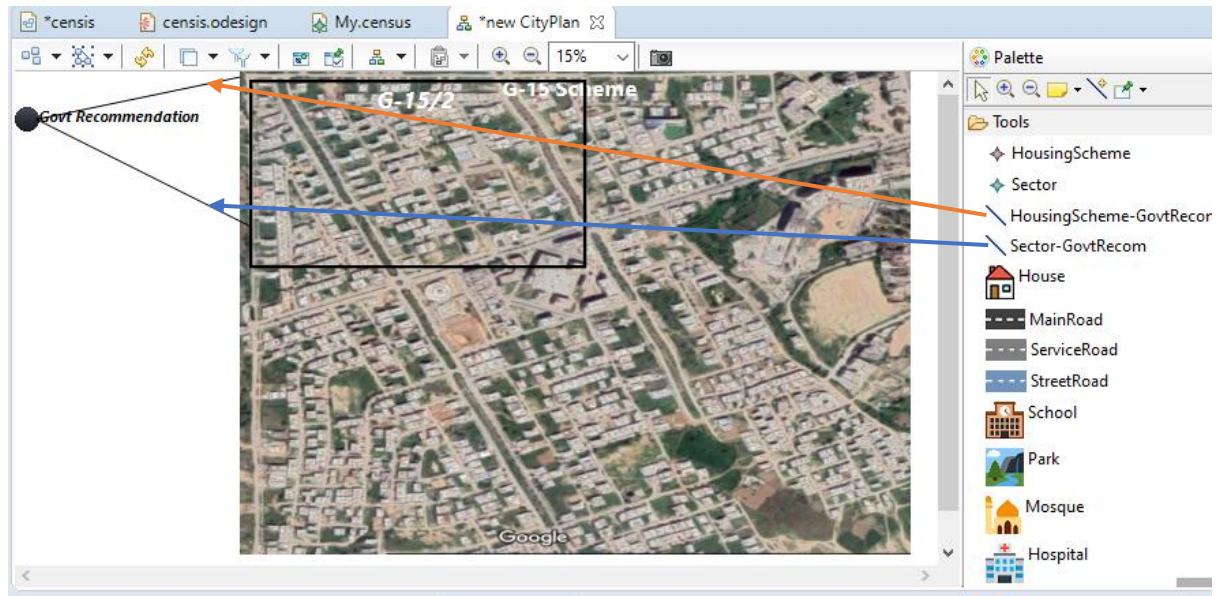 *censis
censis.odesign
My.census
*new CityPlan
15%
Palette
G-15/2
G-15 Scheme
Govt Recommendation
Tools
HousingScheme
Sector
HousingScheme-GovtRecor
Sector-GovtRecom
House
MainRoad
ServiceRoad
StreetRoad
School
Park
Mosque
Hospital
Google